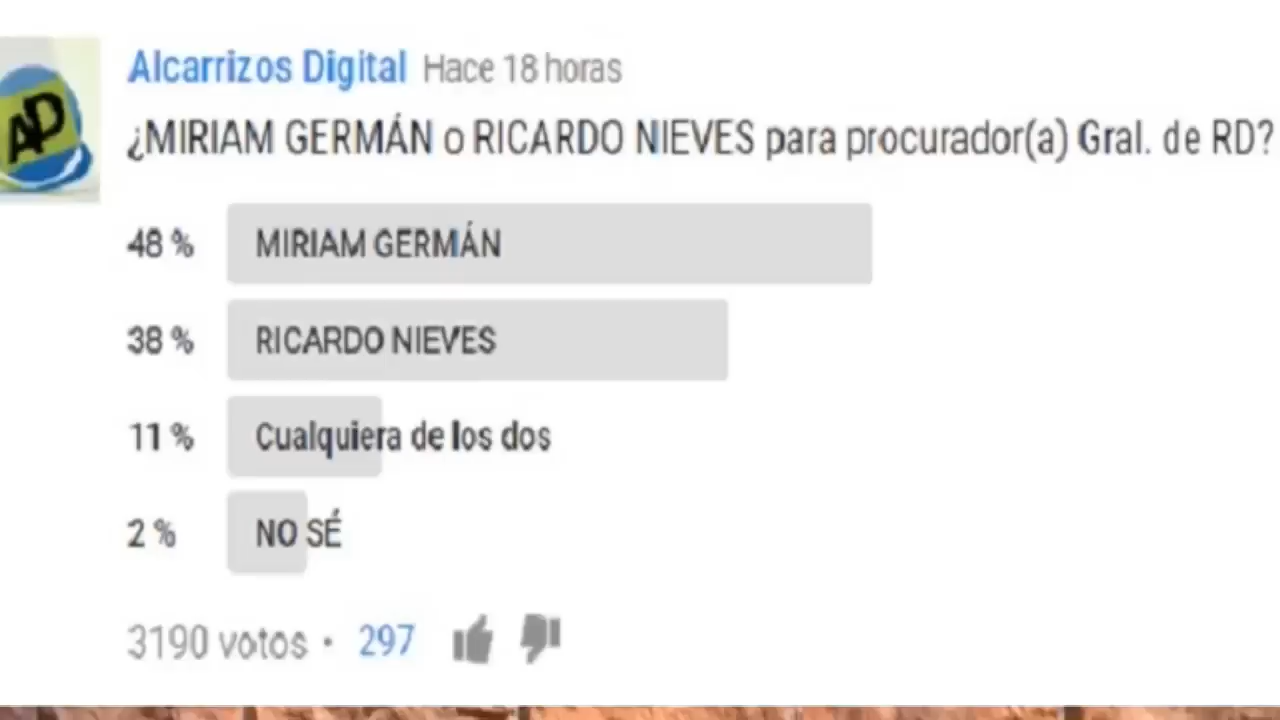 AD
Alcarrizos Digital Hace 18 horas
¿MIRIAM GERMÁN o RICARDO NIEVES para procurador(a) Gral. de RD?
48 % MIRIAM GERMÁN
38 % RICARDO NIEVES
11 % Cualquiera de los dos
2 % NO SÉ
3190 votos · 297